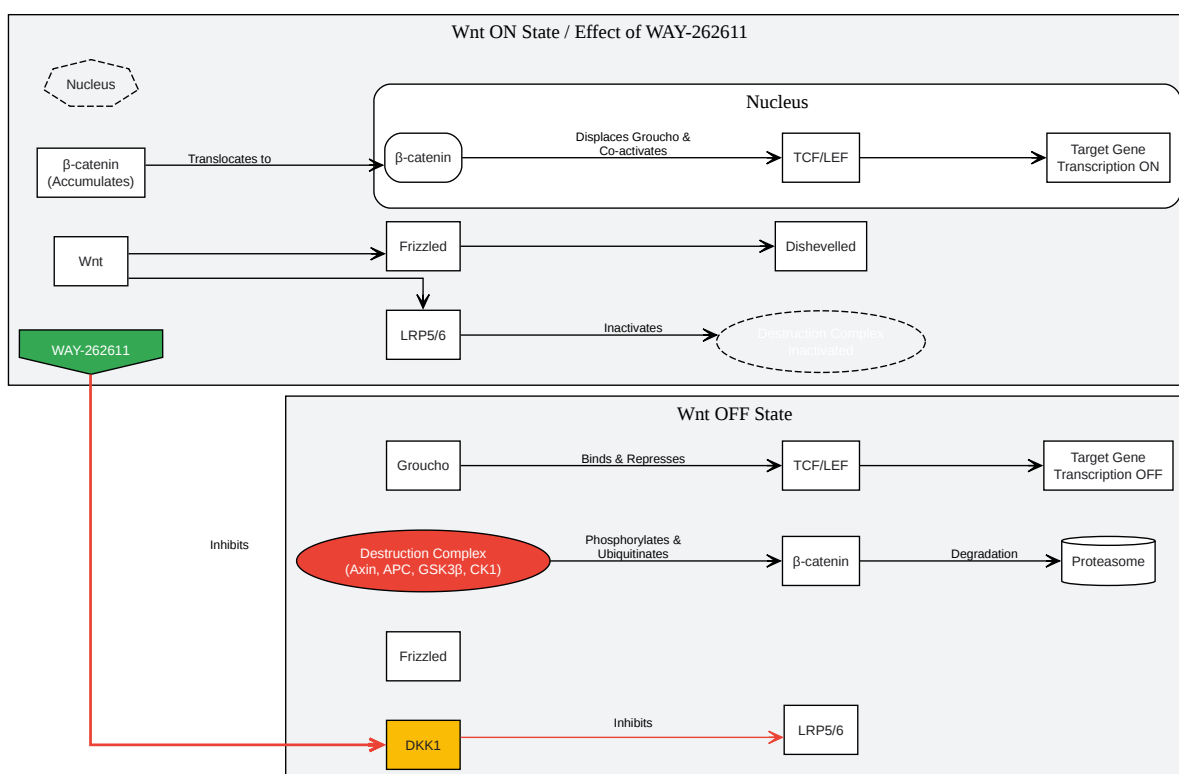 Wnt ON State / Effect of WAY-262611
Nucleus
Nucleus
β-catenin
(Accumulates)
Translocates to
β-catenin
Displaces Groucho &
Co-activates
TCF/LEF
Target Gene
Transcription ON
Wnt
Frizzled
Dishevelled
LRP5/6
Inactivates
Destruction Complex
Inactivated
WAY-262611
Wnt OFF State
Groucho
Binds & Represses
TCF/LEF
Target Gene
Transcription OFF
Inhibits
Destruction Complex
(Axin, APC, GSK3β, CK1)
Phosphorylates &
Ubiquitinates
β-catenin
Degradation
Proteasome
Frizzled
DKK1
Inhibits
LRP5/6